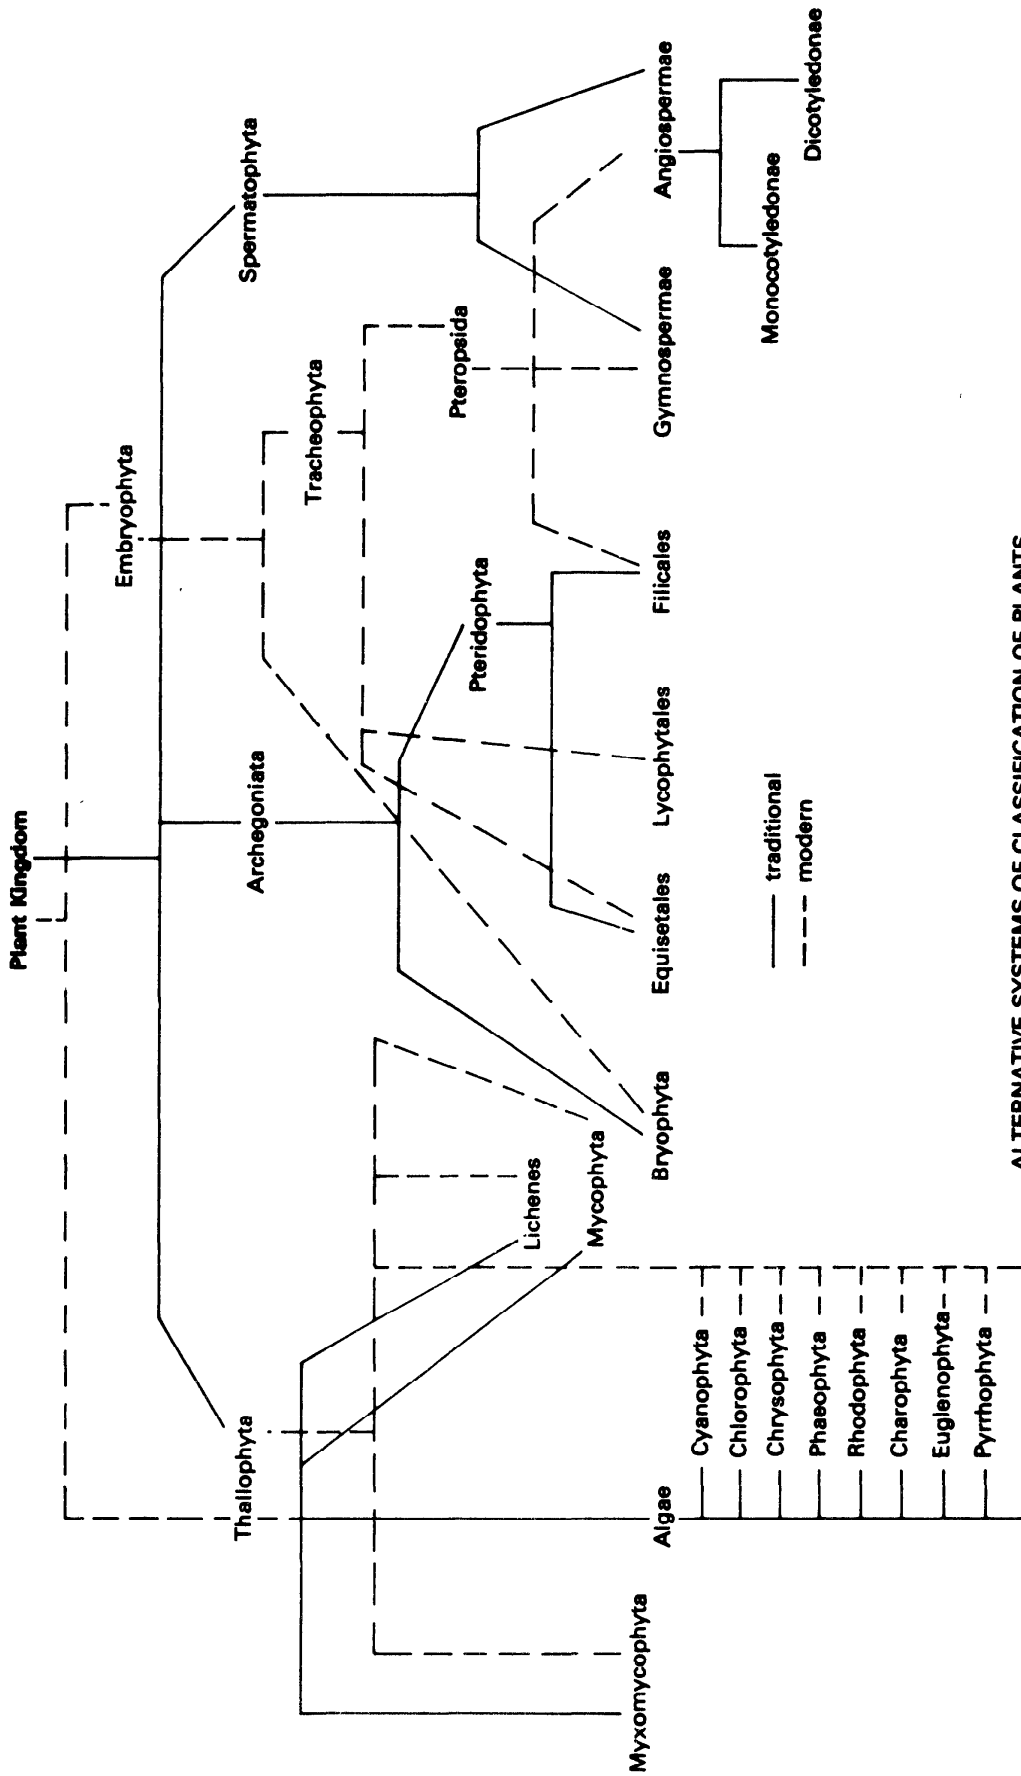 Plant Kingdom
Embryophyta
Thallophyta
Archegoniata
Spermatophyta
Tracheophyta
Pteridophyta
Pteropsida
Lichenes
Mycophyta
Myxomycophyta
Algae
Bryophyta
Equisetales
Lycophytales
Filicales
Gymnospermae
Angiospermae
Cyanophyta
Chlorophyta
Chrysophyta
Phaeophyta
Rhodophyta
Charophyta
Euglenophyta
Pyrrhophyta
Monocotyledonae
Dicotyledonae
traditional
modern
ALTERNATIVE SYSTEMS OF CLASSIFICATION OF PLANTS